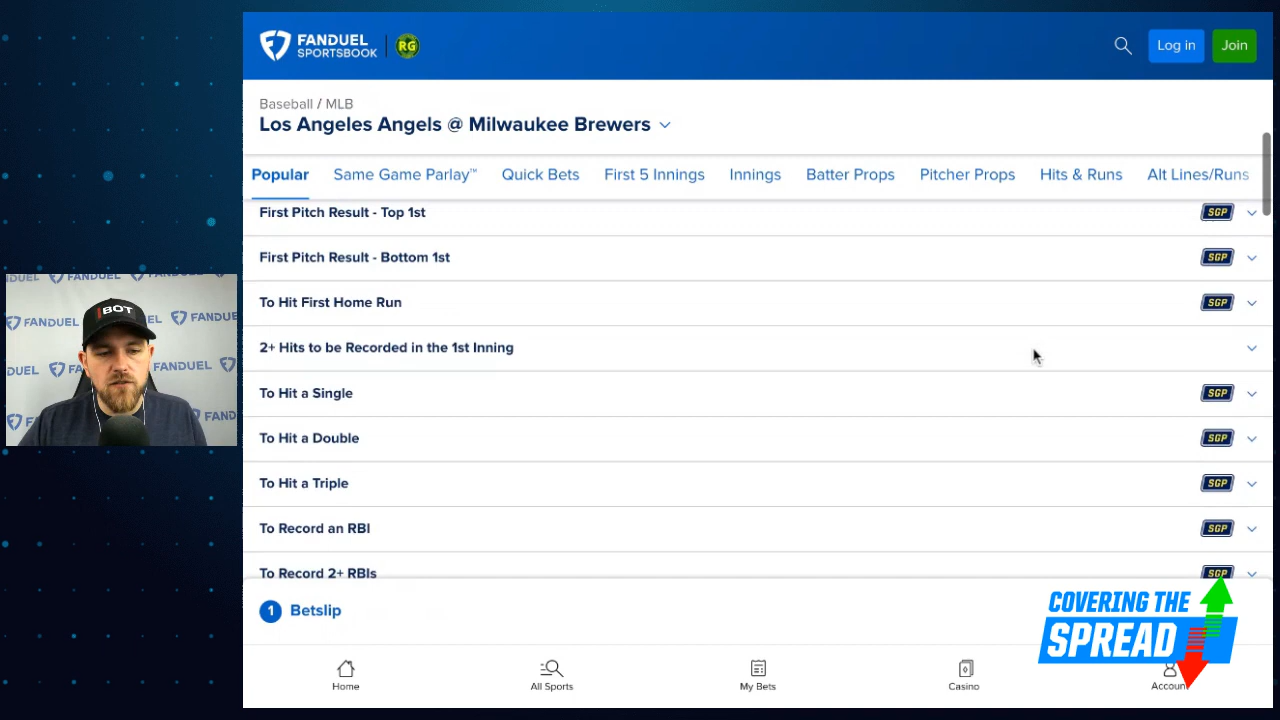 FANDUEL
SPORTSBOOK
RG
Log in
Join
Baseball / MLB
Los Angeles Angels @ Milwaukee Brewers
Popular
Same Game Parlay™
Quick Bets
First 5 Innings
Innings
Batter Props
Pitcher Props
Hits & Runs
Alt Lines/Runs
First Pitch Result - Top 1st
SGP
First Pitch Result - Bottom 1st
SGP
To Hit First Home Run
SGP
2+ Hits to be Recorded in the 1st Inning
To Hit a Single
SGP
To Hit a Double
SGP
To Hit a Triple
SGP
To Record an RBI
SGP
To Record 2+ RBIs
SGP
1 Betslip
Home
All Sports
My Bets
Casino
Account
COVERING THE
SPREAD
BOT
FANDUEL
FANDUEL
FANDUEL
FANDUEL